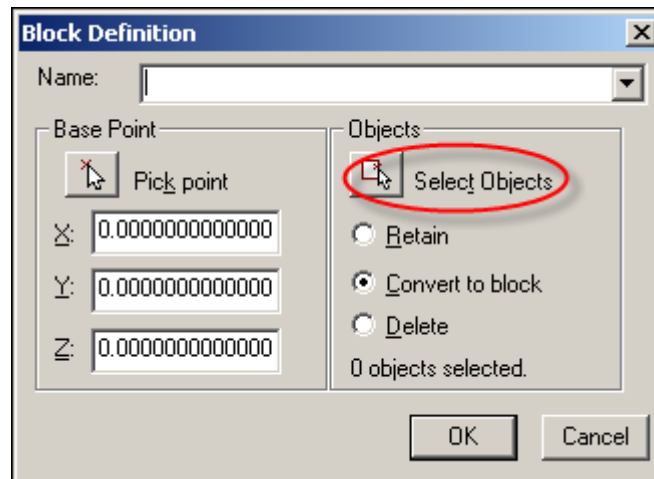 Block Definition
Name:
Base Point
Pick point
X: 0.0000000000000
Y: 0.0000000000000
Z: 0.0000000000000
Objects
Select Objects
Retain
Convert to block
Delete
0 objects selected.
OK
Cancel